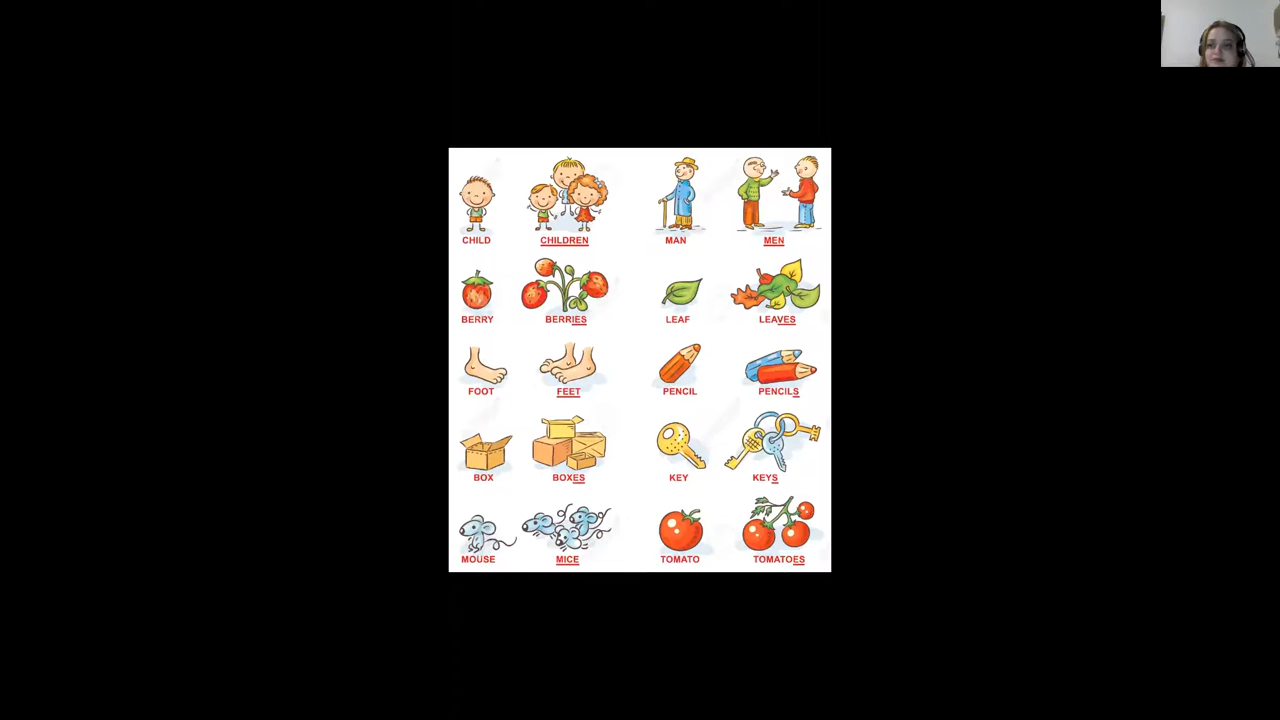 CHILD CHILDREN MAN MEN
BERRY BERRIES LEAF LEAVES
FOOT FEET PENCIL PENCILS
BOX BOXES KEY KEYS
MOUSE MICE TOMATO TOMATOES